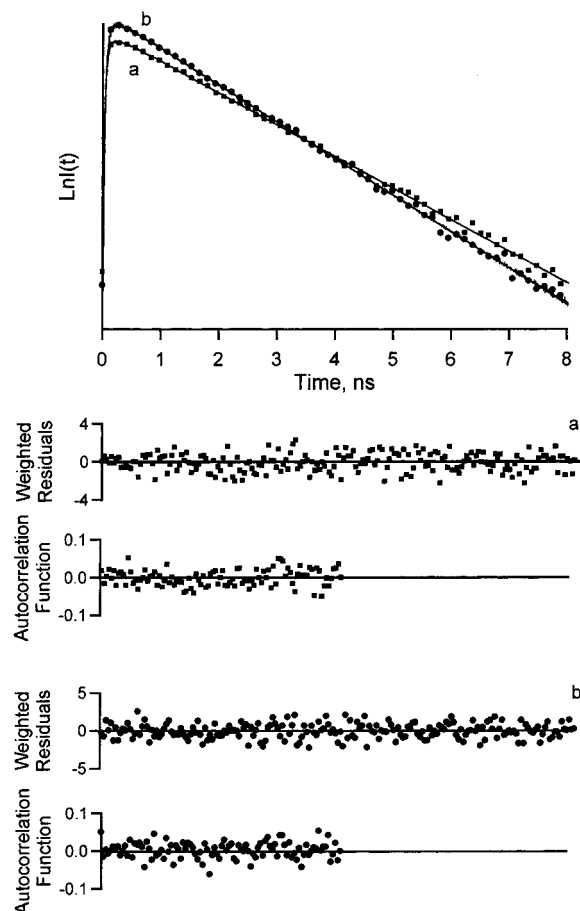 b
a
LnI(t)
0 1 2 3 4 5 6 7 8
Time, ns
a
4
0
-4
Weighted
Residuals
0.1
0.0
-0.1
Autocorrelation
Function
b
5
0
-5
Weighted
Residuals
0.1
0.0
-0.1
Autocorrelation
Function